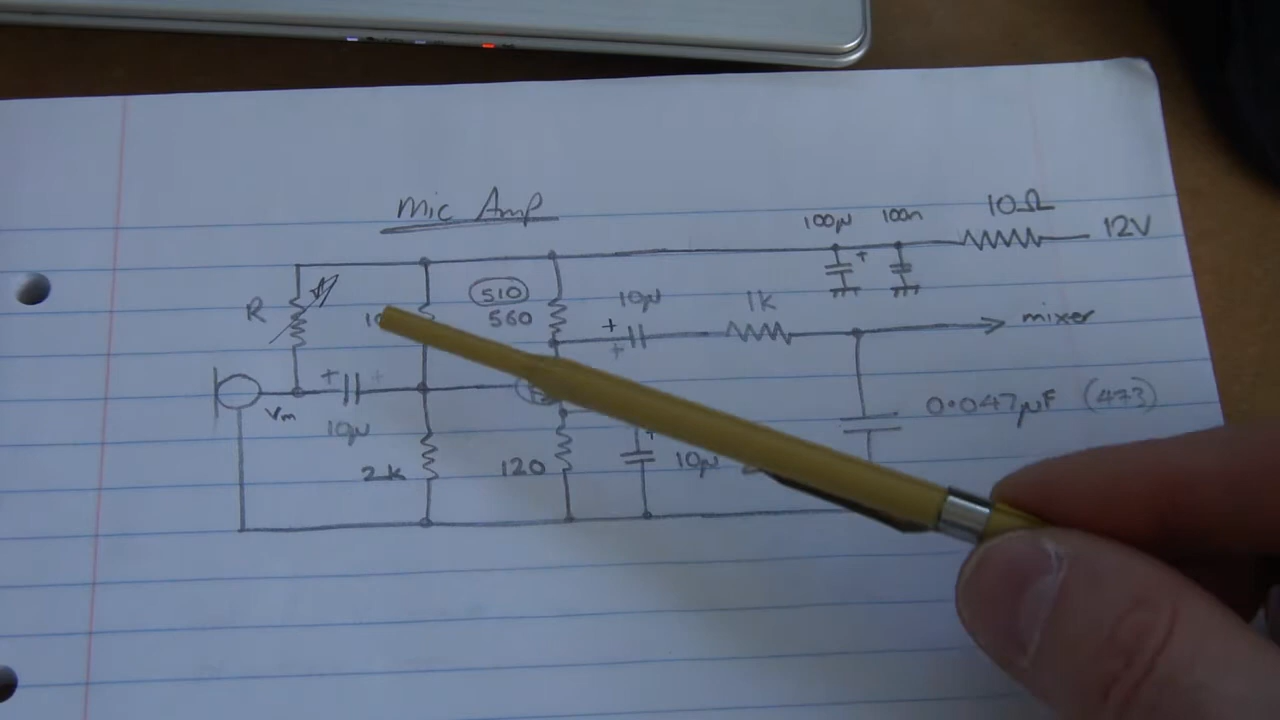 Mic Amp
100µ 100n 10Ω 12V
R 510
560 10µ 1k mixer
+ +
Vm 10µ 0.047µF (473)
2k 120 10µ